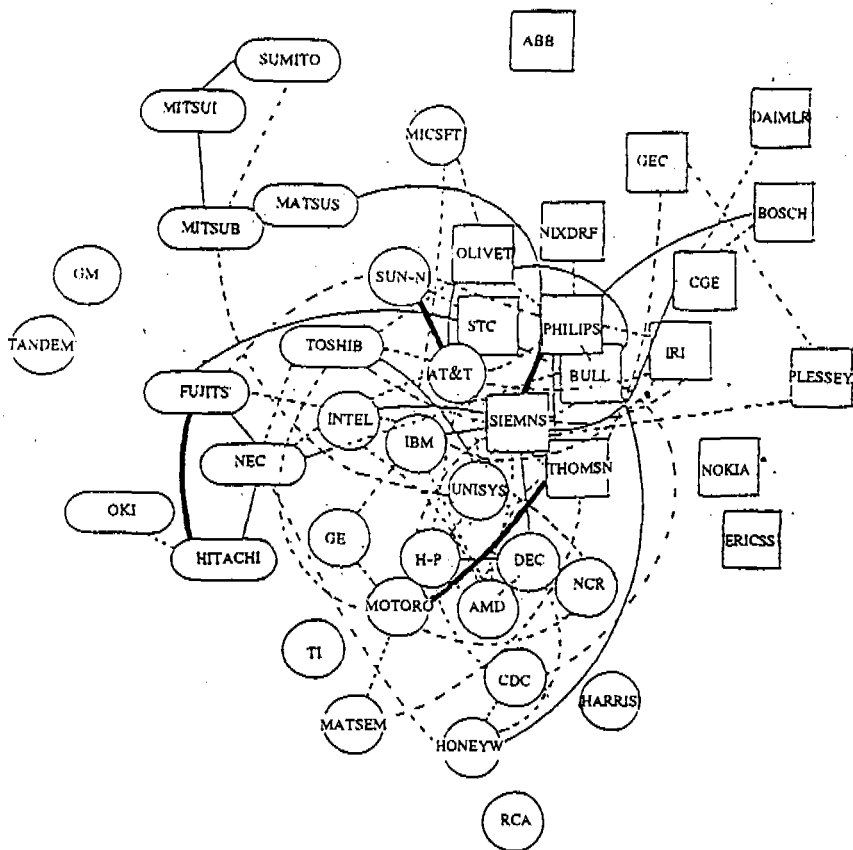 ABB
SUMITO
MITSUI
DAIMLR
MICSFT
GEC
MATSUS
BOSCH
MITSUB
NIXDRF
OLIVET
GM
SUN-N
CGE
STC
PHILIPS
TANDEM
TOSHIB
IRI
AT&T
BULL
PLESSEY
FUJITS
INTEL
SIEMNS
IBM
NEC
THOMSN
NOKIA
UNISYS
OKI
ERICSS
GE
HITACHI
H-P
DEC
NCR
MOTORO
AMD
TI
CDC
HARRIS
MATSEM
HONEYW
RCA